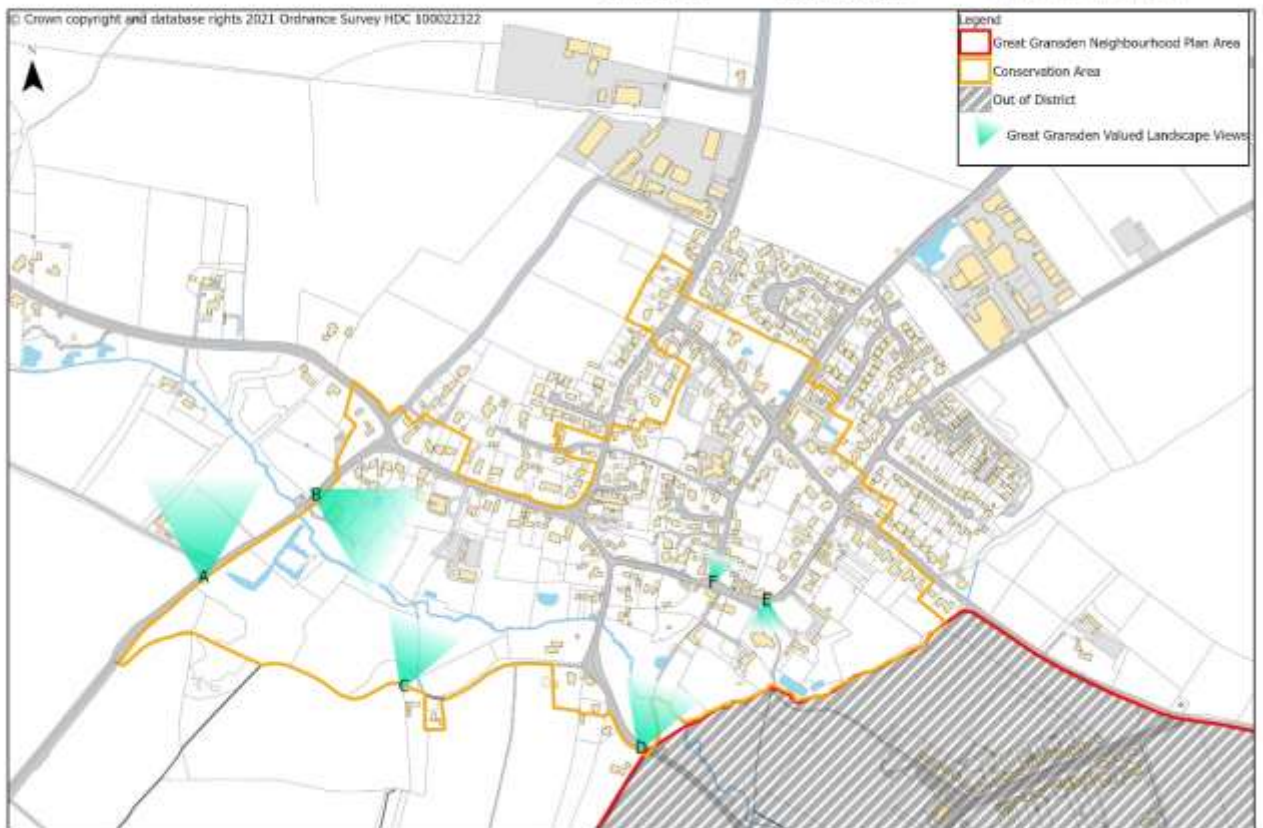 © Crown copyright and database rights 2021 Ordnance Survey HDC 100022322
N
Legend
Great Gransden Neighbourhood Plan Area
Conservation Area
Out of District
Great Gransden Valued Landscape Views
B
A
F
E
C
D